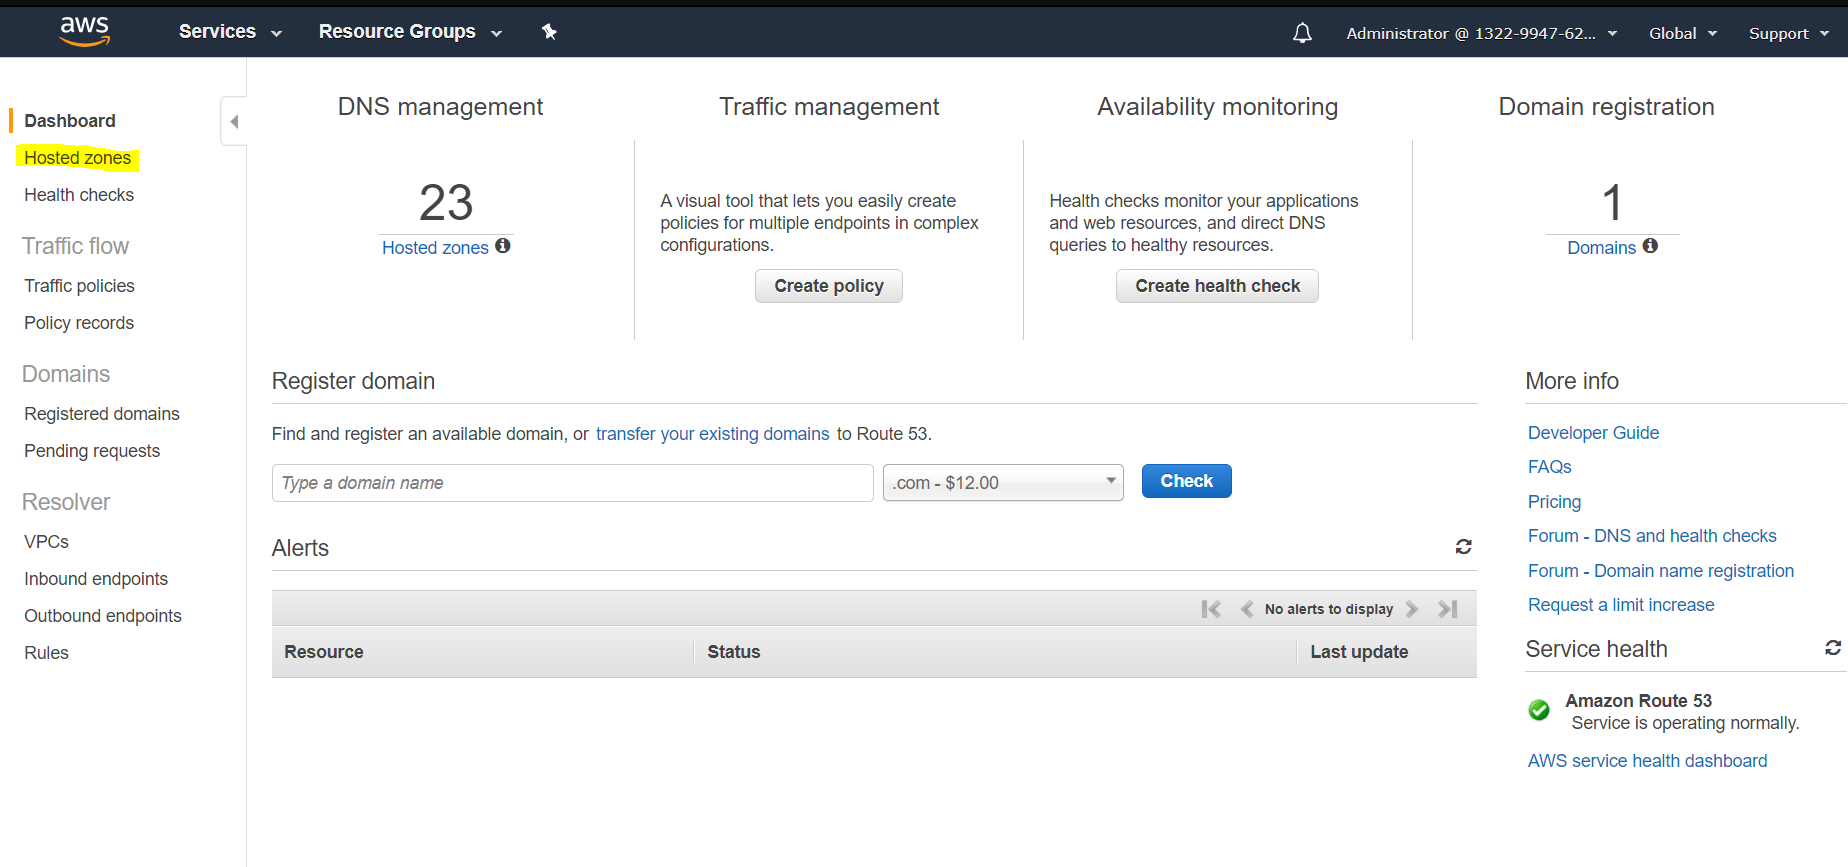 aws Services Resource Groups Administrator @ 1322-9947-62... Global Support
Dashboard
Hosted zones
Health checks
Traffic flow
Traffic policies
Policy records
Domains
Registered domains
Pending requests
Resolver
VPCs
Inbound endpoints
Outbound endpoints
Rules
DNS management
23
Hosted zones
Traffic management
A visual tool that lets you easily create
policies for multiple endpoints in complex
configurations.
Create policy
Availability monitoring
Health checks monitor your applications
and web resources, and direct DNS
queries to healthy resources.
Create health check
Domain registration
1
Domains
Register domain
Find and register an available domain, or transfer your existing domains to Route 53.
Type a domain name .com - $12.00 Check
Alerts
No alerts to display
Resource Status Last update
More info
Developer Guide
FAQs
Pricing
Forum - DNS and health checks
Forum - Domain name registration
Request a limit increase
Service health
Amazon Route 53
Service is operating normally.
AWS service health dashboard